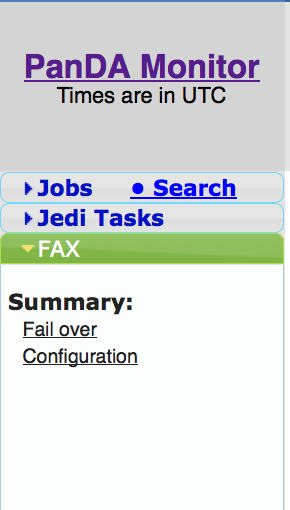 PanDA Monitor
Times are in UTC
Jobs • Search
Jedi Tasks
FAX
Summary:
Fail over
Configuration